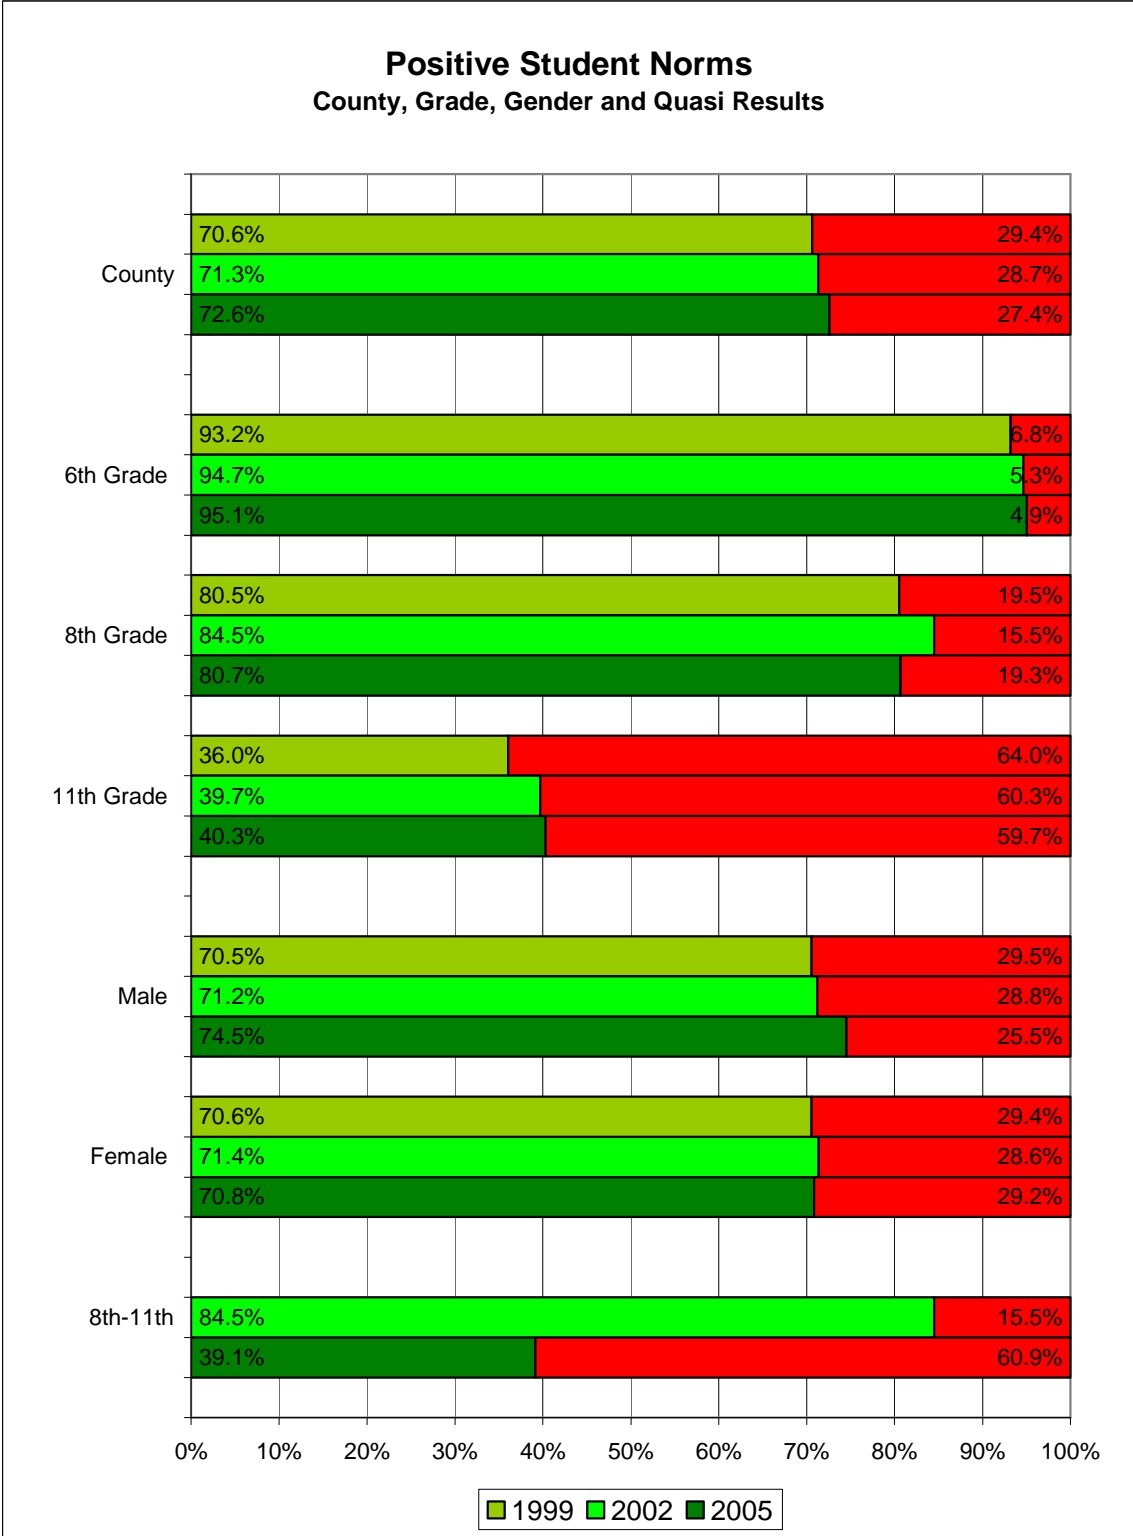 Positive Student Norms
County, Grade, Gender and Quasi Results
70.6% 29.4%
County 71.3% 28.7%
72.6% 27.4%
93.2% 6.8%
6th Grade 94.7% 5.3%
95.1% 4.9%
80.5% 19.5%
8th Grade 84.5% 15.5%
80.7% 19.3%
36.0% 64.0%
11th Grade 39.7% 60.3%
40.3% 59.7%
70.5% 29.5%
Male 71.2% 28.8%
74.5% 25.5%
70.6% 29.4%
Female 71.4% 28.6%
70.8% 29.2%
8th-11th 84.5% 15.5%
39.1% 60.9%
0% 10% 20% 30% 40% 50% 60% 70% 80% 90% 100%
1999 2002 2005